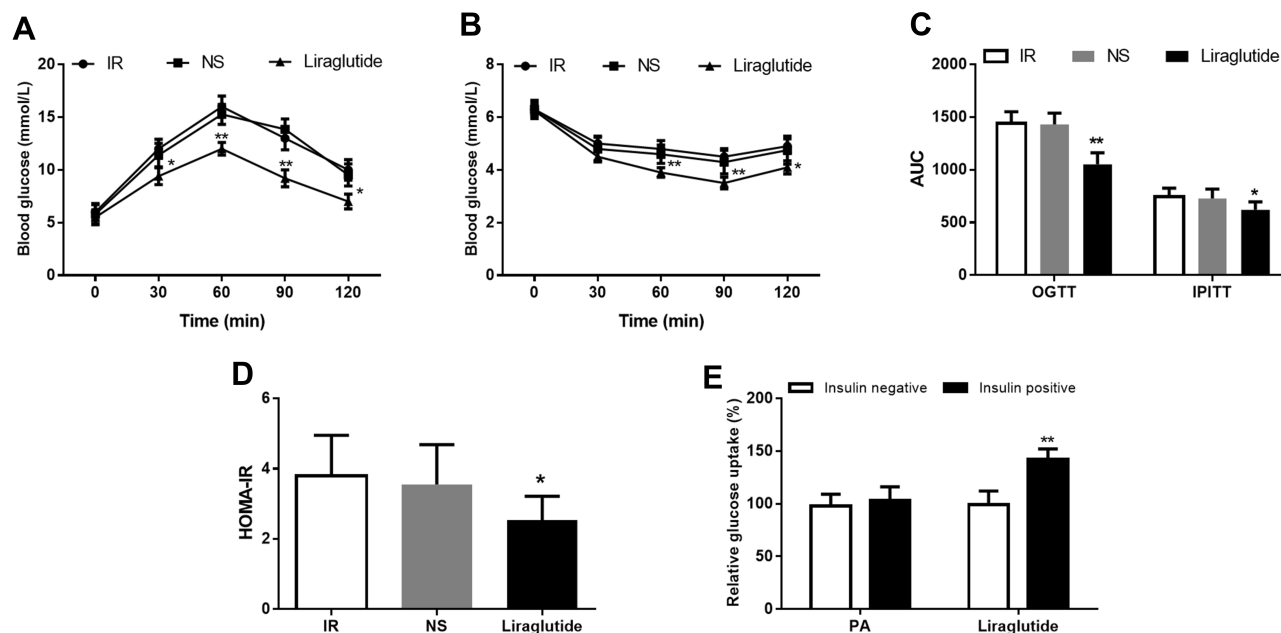 A
IR NS Liraglutide
Blood glucose (mmol/L)
20
15
10
5
0
*
**
**
*
0 30 60 90 120
Time (min)
B
IR NS Liraglutide
Blood glucose (mmol/L)
8
6
4
2
0
**
**
*
0 30 60 90 120
Time (min)
C
IR NS Liraglutide
AUC
2000
1500
1000
500
0
**
*
OGTT IPITT
D
HOMA-IR
6
4
2
0
*
IR NS Liraglutide
E
Insulin negative Insulin positive
Relative glucose uptake (%)
200
150
100
50
0
**
PA Liraglutide